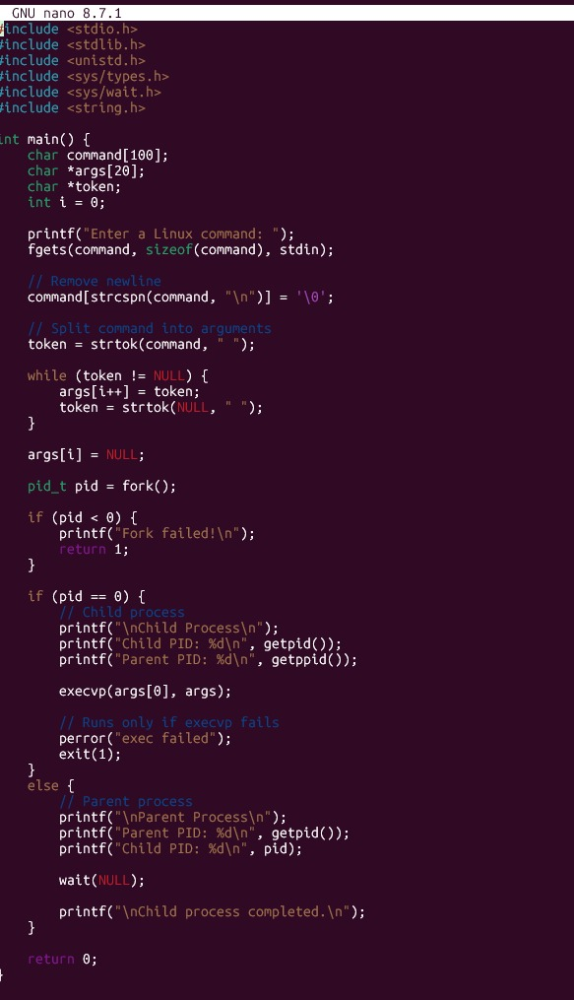 GNU nano 8.7.1
#include <stdio.h>
#include <stdlib.h>
#include <unistd.h>
#include <sys/types.h>
#include <sys/wait.h>
#include <string.h>

int main() {
    char command[100];
    char *args[20];
    char *token;
    int i = 0;

    printf("Enter a Linux command: ");
    fgets(command, sizeof(command), stdin);

    // Remove newline
    command[strcspn(command, "\n")] = '\0';

    // Split command into arguments
    token = strtok(command, " ");

    while (token != NULL) {
        args[i++] = token;
        token = strtok(NULL, " ");
    }

    args[i] = NULL;

    pid_t pid = fork();

    if (pid < 0) {
        printf("Fork failed!\n");
        return 1;
    }

    if (pid == 0) {
        // Child process
        printf("\nChild Process\n");
        printf("Child PID: %d\n", getpid());
        printf("Parent PID: %d\n", getppid());

        execvp(args[0], args);

        // Runs only if execvp fails
        perror("exec failed");
        exit(1);
    }
    else {
        // Parent process
        printf("\nParent Process\n");
        printf("Parent PID: %d\n", getpid());
        printf("Child PID: %d\n", pid);

        wait(NULL);

        printf("\nChild process completed.\n");
    }

    return 0;
}